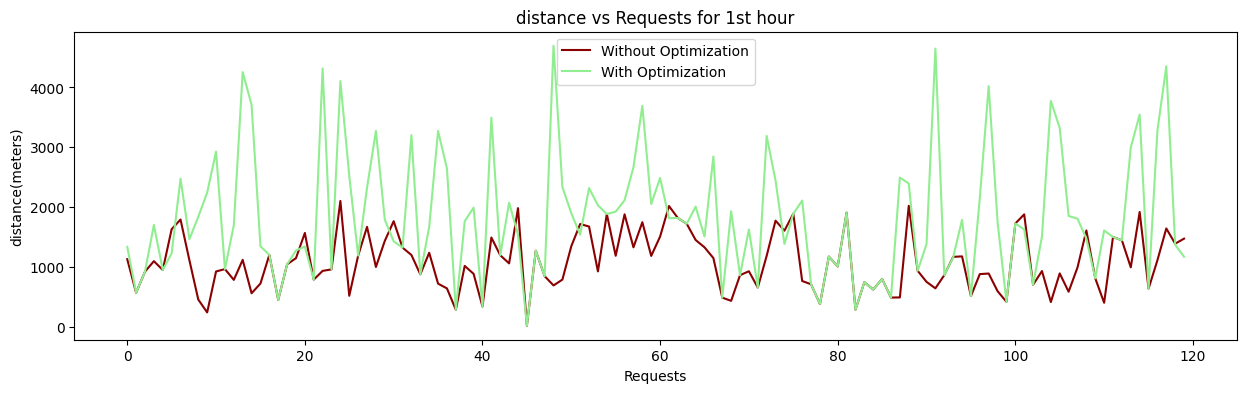 distance vs Requests for 1st hour
Without Optimization
With Optimization
distance(meters)
4000
3000
2000
1000
0
0 20 40 60 80 100 120
Requests